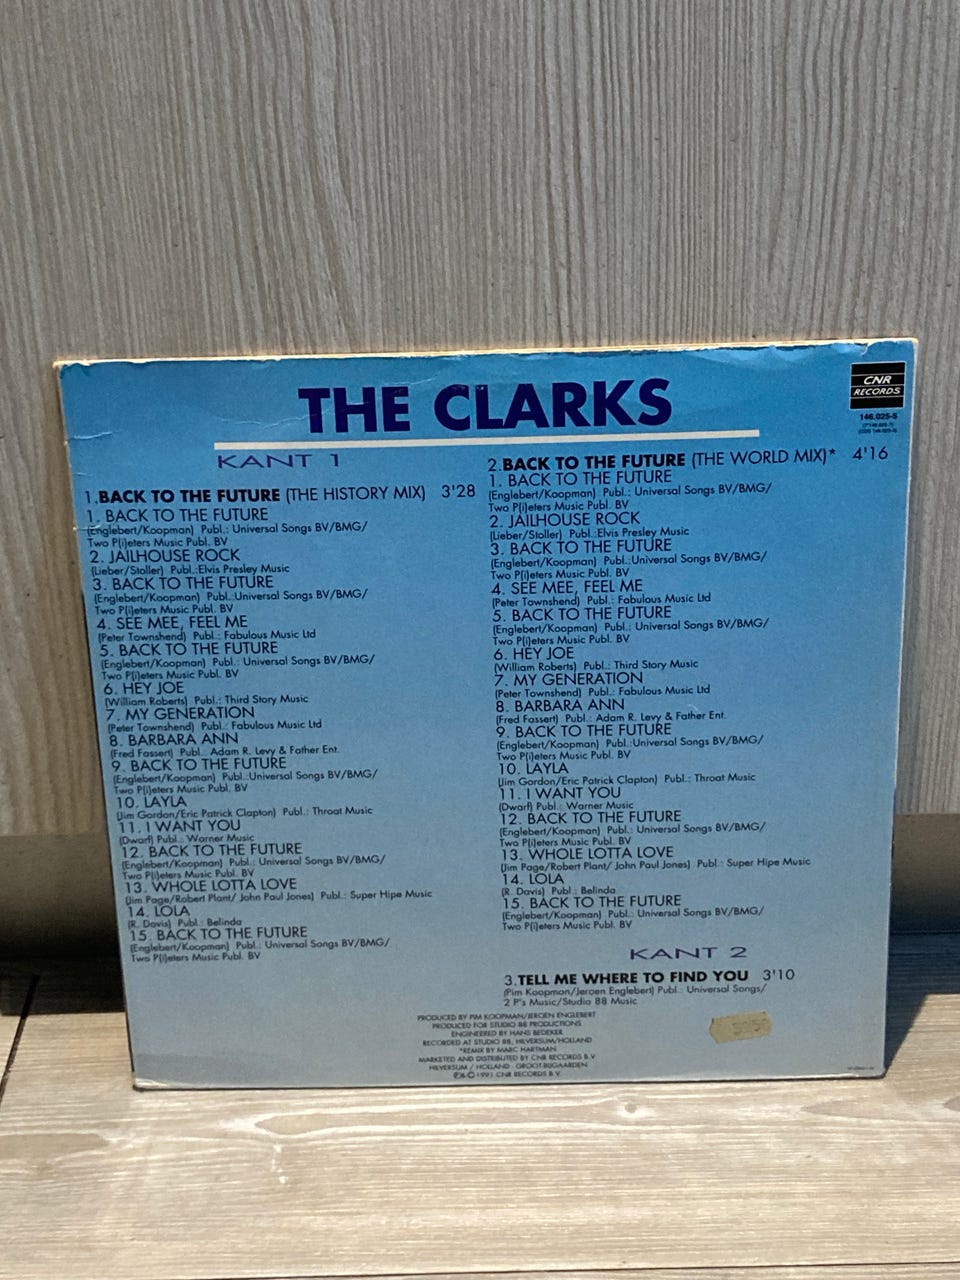 THE CLARKS
CNR
RECORDS
146.025-5
KANT 1
1.BACK TO THE FUTURE (THE HISTORY MIX) 3'28
1. BACK TO THE FUTURE
(Englebert/Koopman) Publ.: Universal Songs BV/BMG/
Two P(i)eters Music Publ. BV
2. JAILHOUSE ROCK
(Lieber/Stoller) Publ.:Elvis Presley Music
3. BACK TO THE FUTURE
(Englebert/Koopman) Publ.:Universal Songs BV/BMG/
Two P(i)eters Music Publ. BV
4. SEE MEE, FEEL ME
(Peter Townshend) Publ.: Fabulous Music Ltd
5. BACK TO THE FUTURE
(Englebert/Koopman) Publ.: Universal Songs BV/BMG/
Two P(i)eters Music Publ. BV
6. HEY JOE
(William Roberts) Publ.: Third Story Music
7. MY GENERATION
(Peter Townshend) Publ.: Fabulous Music Ltd
8. BARBARA ANN
(Fred Fassert) Publ.: Adam R. Levy & Father Ent.
9. BACK TO THE FUTURE
(Englebert/Koopman) Publ.:Universal Songs BV/BMG/
Two P(i)eters Music Publ. BV
10. LAYLA
(Jim Gordon/Eric Patrick Clapton) Publ.: Throat Music
11. I WANT YOU
(Dwarf) Publ.: Warner Music
12. BACK TO THE FUTURE
(Englebert/Koopman) Publ.: Universal Songs BV/BMG/
Two P(i)eters Music Publ. BV
13. WHOLE LOTTA LOVE
(Jim Page/Robert Plant/ John Paul Jones) Publ.: Super Hipe Music
14. LOLA
(R. Davis) Publ.: Belinda
15. BACK TO THE FUTURE
(Englebert/Koopman) Publ.: Universal Songs BV/BMG/
Two P(i)eters Music Publ. BV
2.BACK TO THE FUTURE (THE WORLD MIX)* 4'16
1. BACK TO THE FUTURE
(Englebert/Koopman) Publ.: Universal Songs BV/BMG/
Two P(i)eters Music Publ. BV
2. JAILHOUSE ROCK
(Lieber/Stoller) Publ.:Elvis Presley Music
3. BACK TO THE FUTURE
(Englebert/Koopman) Publ.:Universal Songs BV/BMG/
Two P(i)eters Music Publ. BV
4. SEE MEE, FEEL ME
(Peter Townshend) Publ.: Fabulous Music Ltd
5. BACK TO THE FUTURE
(Englebert/Koopman) Publ.: Universal Songs BV/BMG/
Two P(i)eters Music Publ. BV
6. HEY JOE
(William Roberts) Publ.: Third Story Music
7. MY GENERATION
(Peter Townshend) Publ.: Fabulous Music Ltd
8. BARBARA ANN
(Fred Fassert) Publ.: Adam R. Levy & Father Ent.
9. BACK TO THE FUTURE
(Englebert/Koopman) Publ.:Universal Songs BV/BMG/
Two P(i)eters Music Publ. BV
10. LAYLA
(Jim Gordon/Eric Patrick Clapton) Publ.: Throat Music
11. I WANT YOU
(Dwarf) Publ.: Warner Music
12. BACK TO THE FUTURE
(Englebert/Koopman) Publ.: Universal Songs BV/BMG/
Two P(i)eters Music Publ. BV
13. WHOLE LOTTA LOVE
(Jim Page/Robert Plant/ John Paul Jones) Publ.: Super Hipe Music
14. LOLA
(R. Davis) Publ.: Belinda
15. BACK TO THE FUTURE
(Englebert/Koopman) Publ.: Universal Songs BV/BMG/
Two P(i)eters Music Publ. BV
KANT 2
3.TELL ME WHERE TO FIND YOU 3'10
(Pim Koopman/Jeroen Englebert) Publ.: Universal Songs/
2 P's Music/Studio 88 Music
PRODUCED BY PIM KOOPMAN/JEROEN ENGLEBERT
PRODUCED FOR STUDIO 88 PRODUCTIONS
ENGINEERED BY HANS BEDEKER
RECORDED AT STUDIO 88, HILVERSUM/HOLLAND
*REMIX BY MARC HARTMAN
MARKETED AND DISTRIBUTED BY CNR RECORDS B.V.
HILVERSUM / HOLLAND - GROOT-BIJGAARDEN
℗ & © 1991 CNR RECORDS B.V.